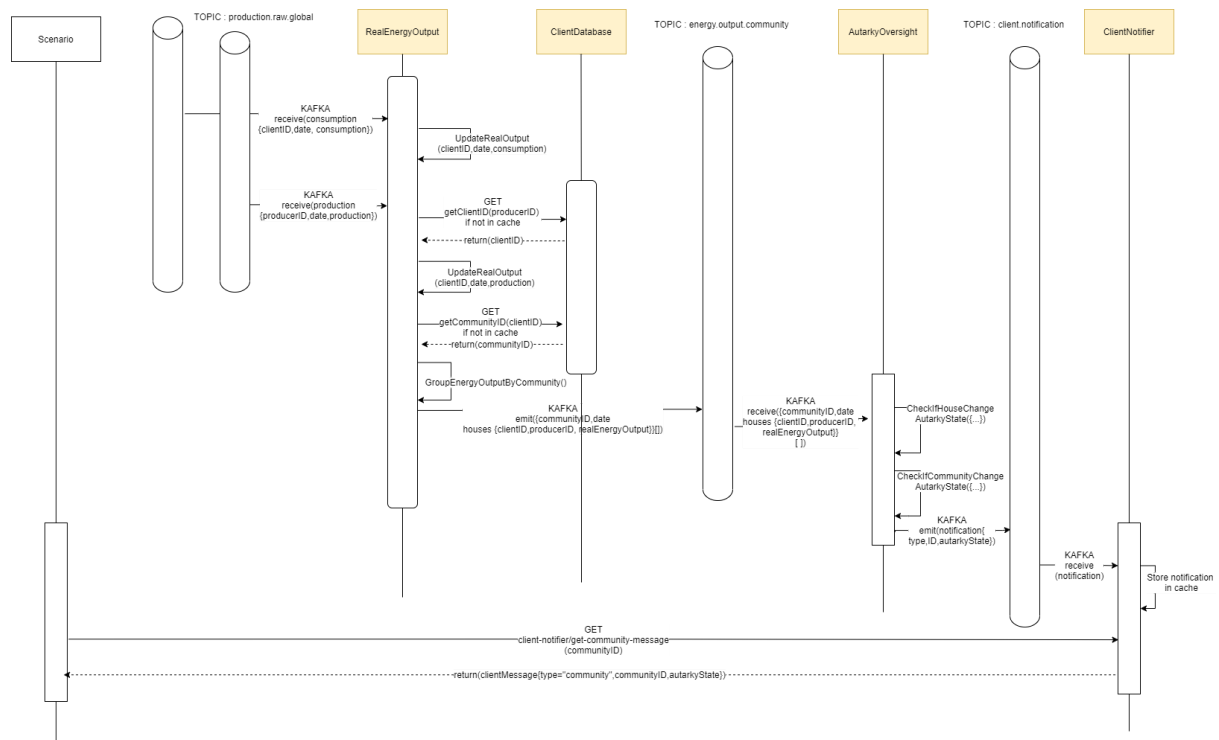 TOPIC : production.raw.global
TOPIC : energy.output.community
TOPIC : client.notification
Scenario
RealEnergyOutput
ClientDatabase
AutarkyOversight
ClientNotifier
KAFKA
receive(consumption
{clientID,date, consumption})
UpdateRealOutput
(clientID,date,consumption)
KAFKA
receive(production
{producerID,date,production})
GET
getClientID(producerID)
if not in cache
return(clientID)
UpdateRealOutput
(clientID,date,production)
GET
getCommunityID(clientID)
if not in cache
return(communityID)
GroupEnergyOutputByCommunity()
KAFKA
emit({communityID,date
houses {clientID,producerID, realEnergyOutput}}[])
KAFKA
receive({communityID,date
houses {clientID,producerID,
realEnergyOutput}}
[ ])
CheckIfHouseChange
AutarkyState({...})
CheckIfCommunityChange
AutarkyState({...})
KAFKA
emit(notification{
type,ID,autarkyState})
KAFKA
receive
(notification)
Store notification
in cache
GET
client-notifier/get-community-message
(communityID)
return(clientMessage{type="community",communityID,autarkyState})